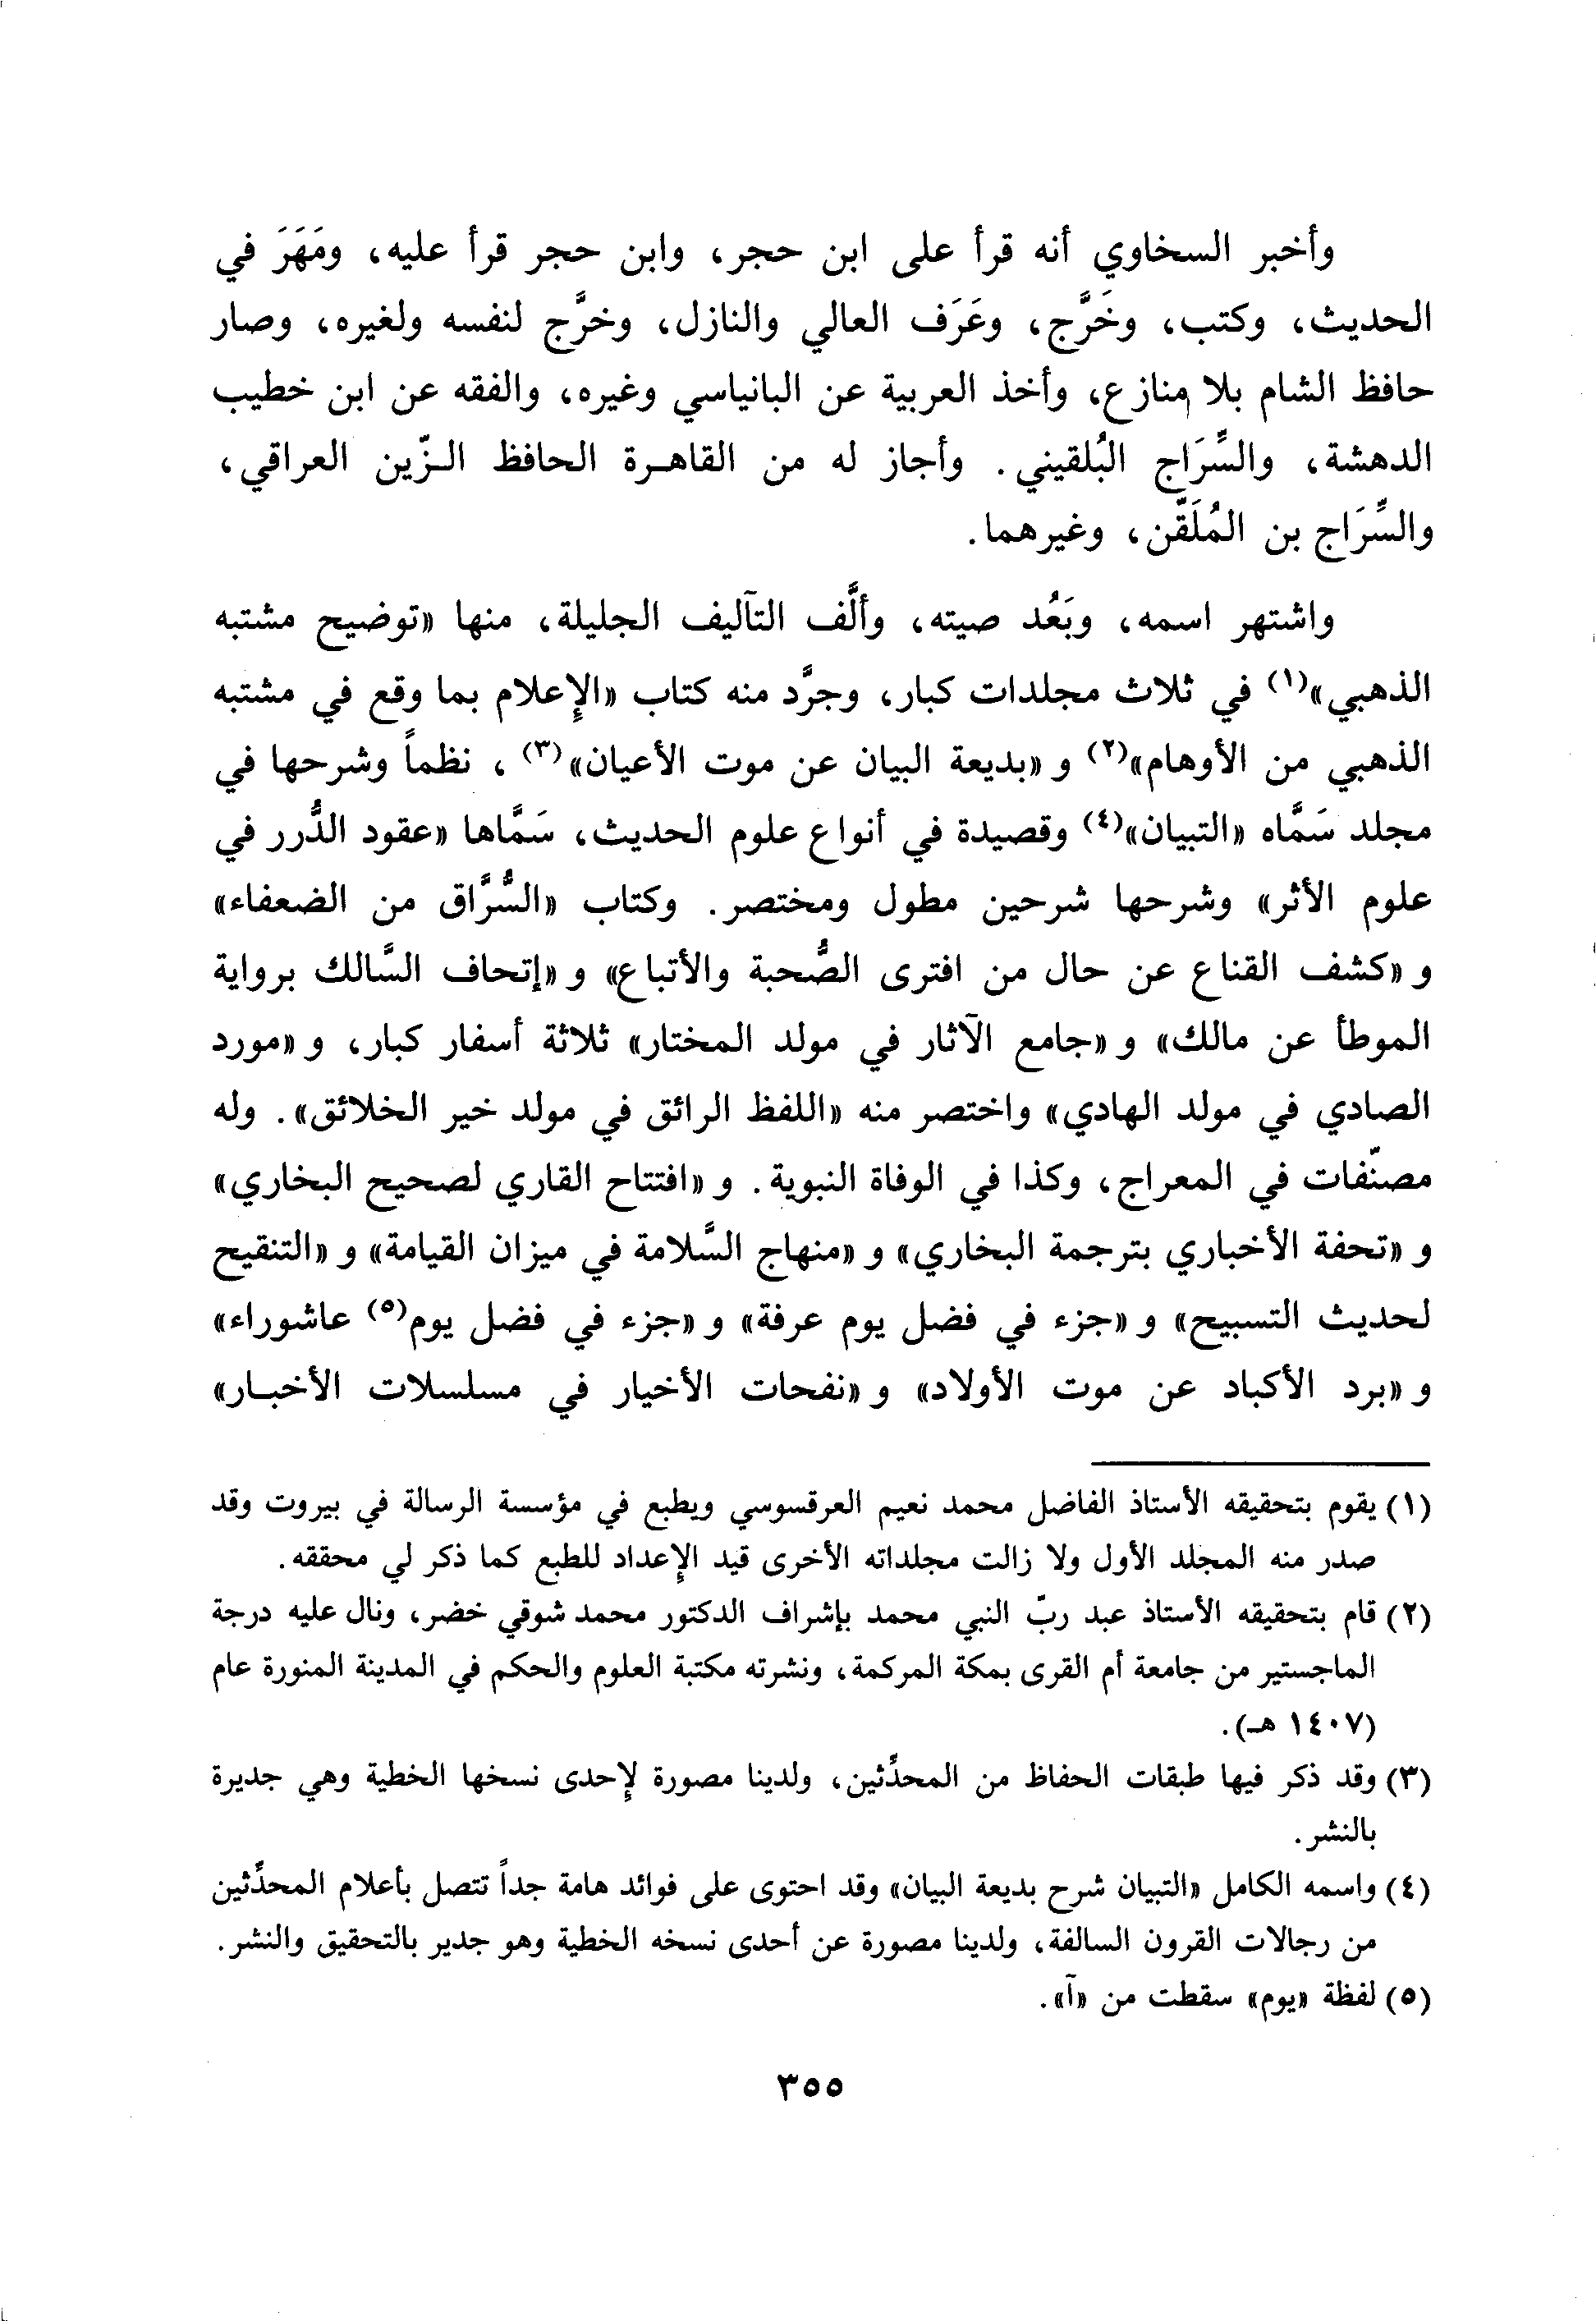 وأخبر السخاوي أنه قرأ على ابن حجر، وابن حجر قرأ عليه، ومَهَرَ في
الحديث، وكتب، وخَرَّج، وعَرَف العالي والنازل، وخرَّج لنفسه ولغيره، وصار
حافظ الشام بلا منازع، وأخذ العربية عن البانياسي وغيره، والفقه عن ابن خطيب
الدهشة، والسِّرَاج البُلقيني. وأجاز له من القاهرة الحافظ الزّين العراقي،
والسِّرَاج بن المُلَقَّن، وغيرهما.
واشتهر اسمه، وبَعُد صيته، وألَّف التآليف الجليلة، منها «توضيح مشتبه
الذهبي»(١) في ثلاث مجلدات كبار، وجرَّد منه كتاب «الإعلام بما وقع في مشتبه
الذهبي من الأوهام»(٢) و «بديعة البيان عن موت الأعيان»(٣)، نظماً وشرحها في
مجلد سَمَّاه «التبيان»(٤) وقصيدة في أنواع علوم الحديث، سَمَّاها «عقود الدُّرر في
علوم الأثر» وشرحها شرحين مطول ومختصر. وكتاب «السُّرَّاق من الضعفاء»
و «كشف القناع عن حال من افترى الصُّحبة والأتباع» و «إتحاف السَّالك برواية
الموطأ عن مالك» و «جامع الآثار في مولد المختار» ثلاثة أسفار كبار، و «مورد
الصادي في مولد الهادي» واختصر منه «اللفظ الرائق في مولد خير الخلائق». وله
مصنّفات في المعراج، وكذا في الوفاة النبوية. و «افتتاح القاري لصحيح البخاري»
و «تحفة الأخباري بترجمة البخاري» و «منهاج السَّلامة في ميزان القيامة» و «التنقيح
لحديث التسبيح» و «جزء في فضل يوم عرفة» و «جزء في فضل يوم(٥) عاشوراء»
و «برد الأكباد عن موت الأولاد» و «نفحات الأخيار في مسلسلات الأخبار»
(١) يقوم بتحقيقه الأستاذ الفاضل محمد نعيم العرقسوسي ويطبع في مؤسسة الرسالة في بيروت وقد
صدر منه المجلد الأول ولا زالت مجلداته الأخرى قيد الإعداد للطبع كما ذكر لي محققه.
(٢) قام بتحقيقه الأستاذ عبد ربّ النبي محمد بإشراف الدكتور محمد شوقي خضر، ونال عليه درجة
الماجستير من جامعة أم القرى بمكة المركمة، ونشرته مكتبة العلوم والحكم في المدينة المنورة عام
(١٤٠٧ هـ).
(٣) وقد ذكر فيها طبقات الحفاظ من المحدِّثين، ولدينا مصورة لإحدى نسخها الخطية وهي جديرة
بالنشر.
(٤) واسمه الكامل «التبيان شرح بديعة البيان» وقد احتوى على فوائد هامة جداً تتصل بأعلام المحدِّثين
من رجالات القرون السالفة، ولدينا مصورة عن أحدى نسخه الخطية وهو جدير بالتحقيق والنشر.
(٥) لفظة «يوم» سقطت من «آ».
٣٥٥